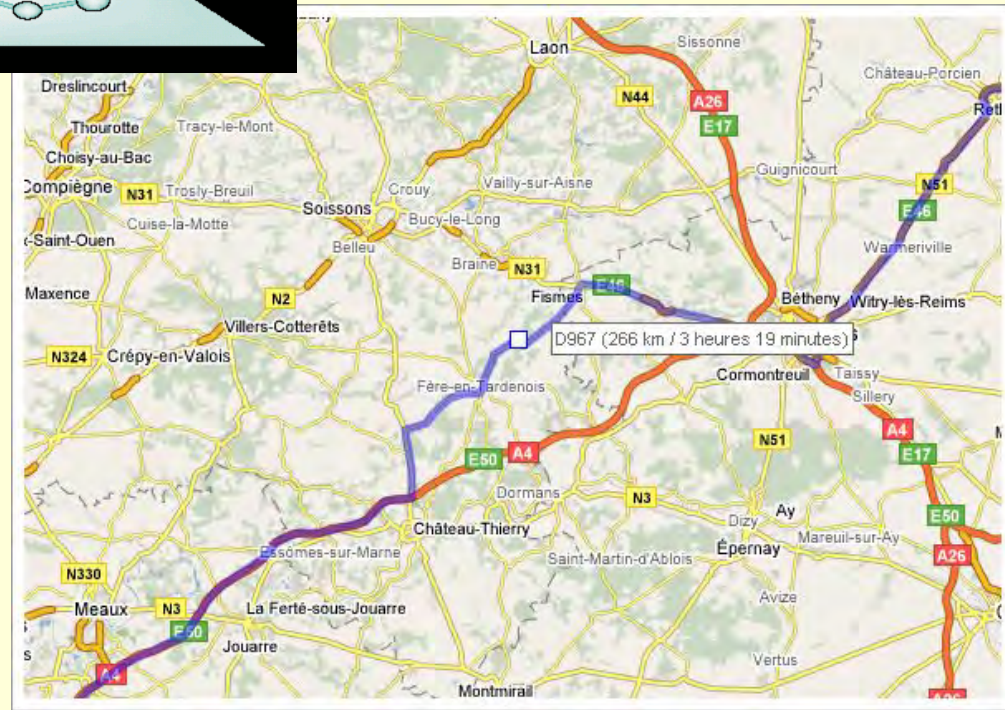 Laon
Sissonne
Château-Porcien
Dreslincourt
N44
A26
E17
Thourotte
Tracy-le-Mont
Choisy-au-Bac
Guignicourt
Compiègne
N31
Trosly-Breuil
Crouy
Vailly-sur-Aisne
N51
E46
Soissons
Bucy-le-Long
Cuise-la-Motte
x-Saint-Ouen
Belleu
Warmeriville
Braine
N31
Maxence
N2
Fismes
E46
Bétheny
Witry-lès-Reims
Villers-Cotterêts
D967 (266 km / 3 heures 19 minutes)
s
N324
Crépy-en-Valois
Cormontreuil
Taissy
Fère-en-Tardenois
Sillery
A4
N51
E50
A4
E17
Dormans
N3
Ay
E50
Château-Thierry
Dizy
Mareuil-sur-Ay
Épernay
Essômes-sur-Marne
Saint-Martin-d'Ablois
A26
N330
Avize
Meaux
N3
La Ferté-sous-Jouarre
E50
Jouarre
A4
Vertus
Montmirail
A26